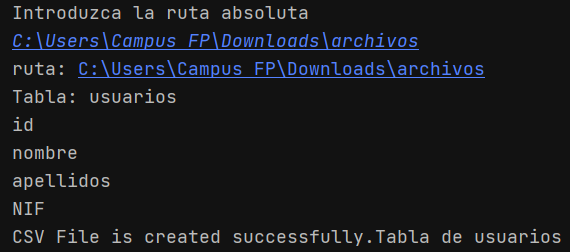 Introduzca la ruta absoluta
C:\Users\Campus FP\Downloads\archivos
ruta: C:\Users\Campus FP\Downloads\archivos
Tabla: usuarios
id
nombre
apellidos
NIF
CSV File is created successfully.Tabla de usuarios